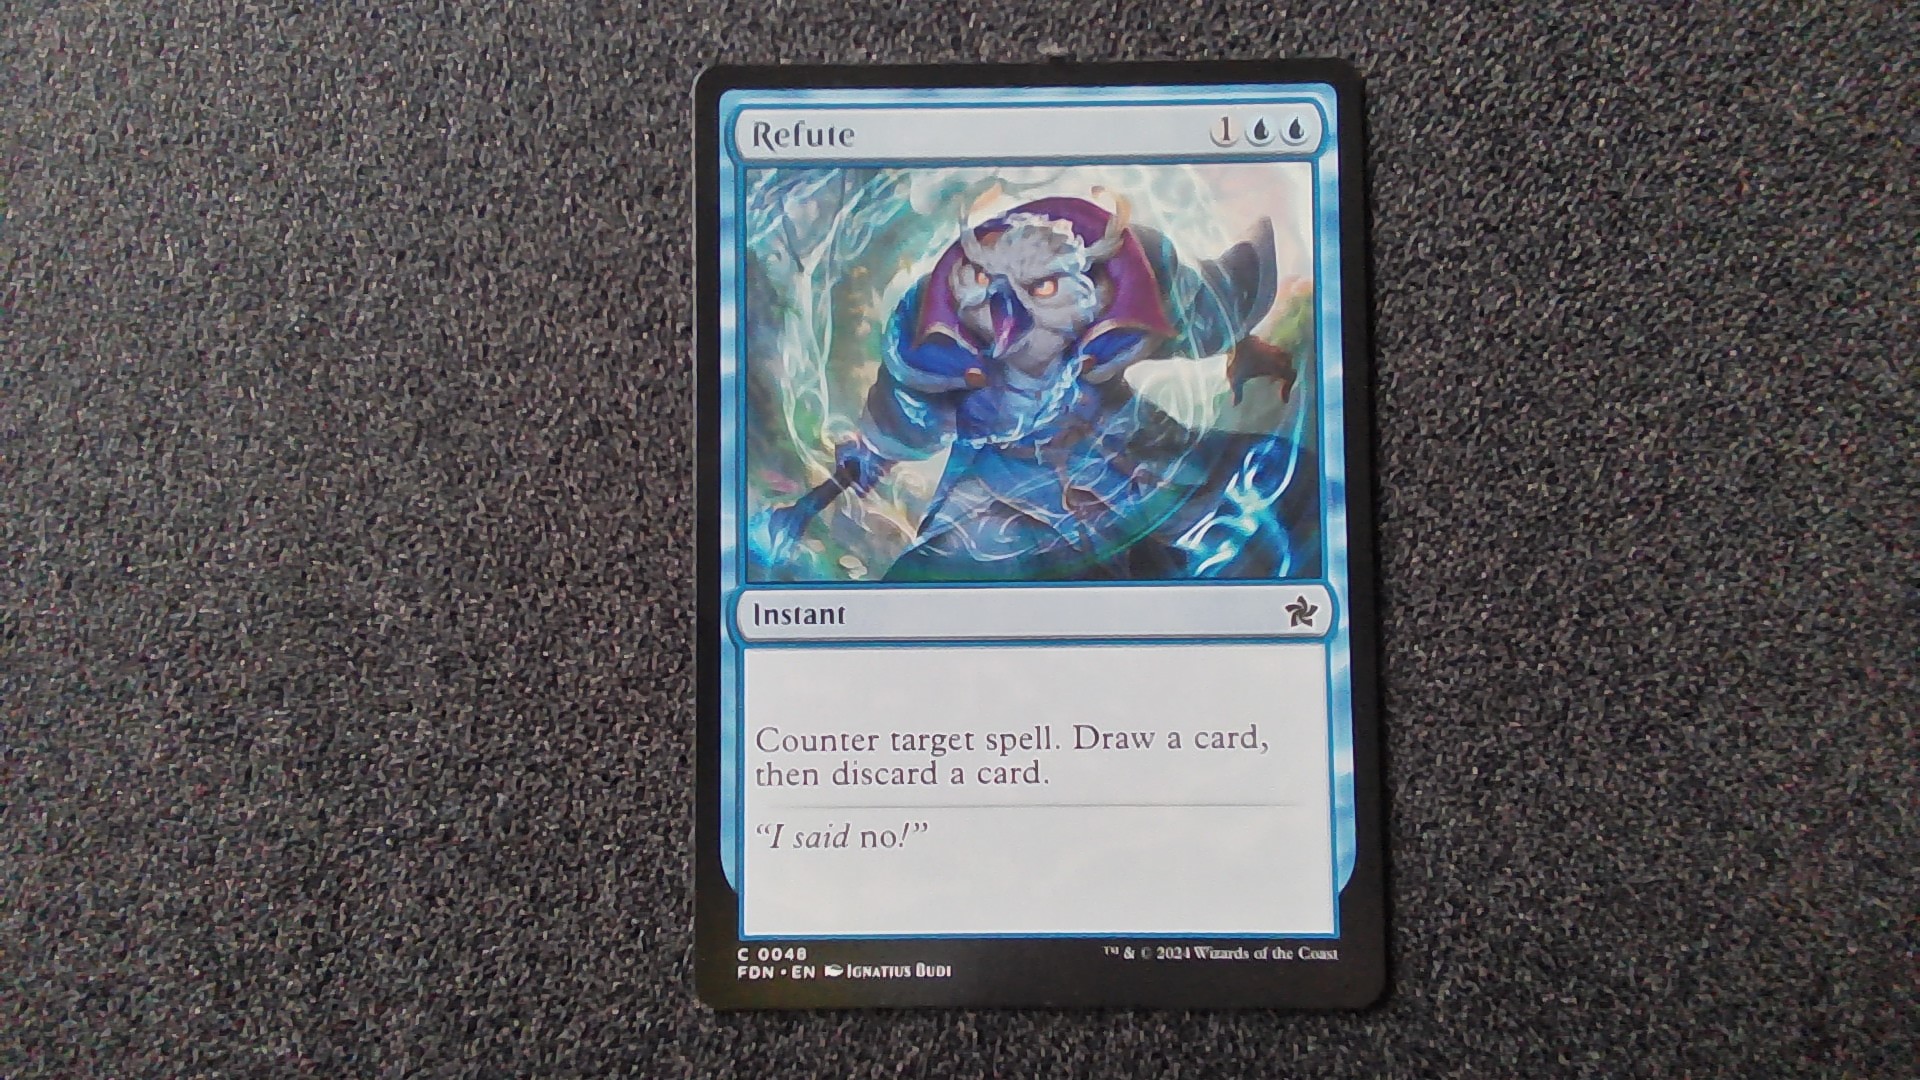 Refute 1
Instant
Counter target spell. Draw a card,
then discard a card.
“I said no!”
C 0048
FDN • EN Ignatius Budi
™ & © 2024 Wizards of the Coast